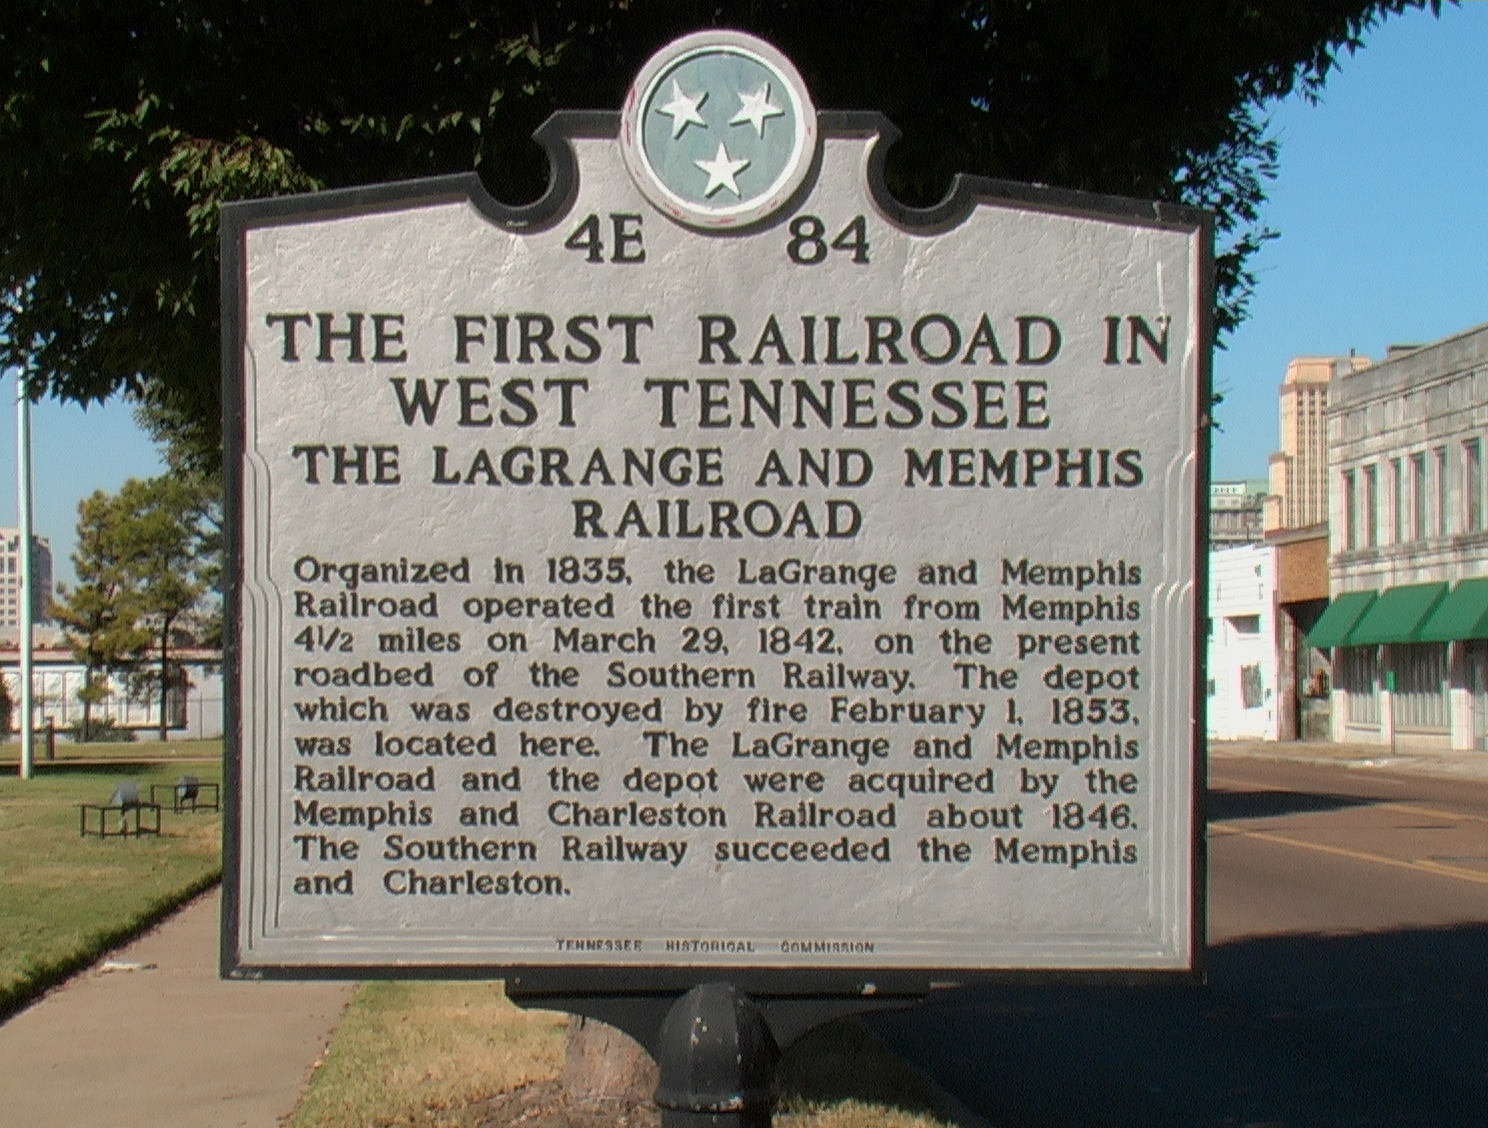 4E 84
THE FIRST RAILROAD IN
WEST TENNESSEE
THE LAGRANGE AND MEMPHIS
RAILROAD
Organized in 1835, the LaGrange and Memphis
Railroad operated the first train from Memphis
4½ miles on March 29, 1842, on the present
roadbed of the Southern Railway. The depot
which was destroyed by fire February 1, 1853,
was located here. The LaGrange and Memphis
Railroad and the depot were acquired by the
Memphis and Charleston Railroad about 1846.
The Southern Railway succeeded the Memphis
and Charleston.
TENNESSEE HISTORICAL COMMISSION